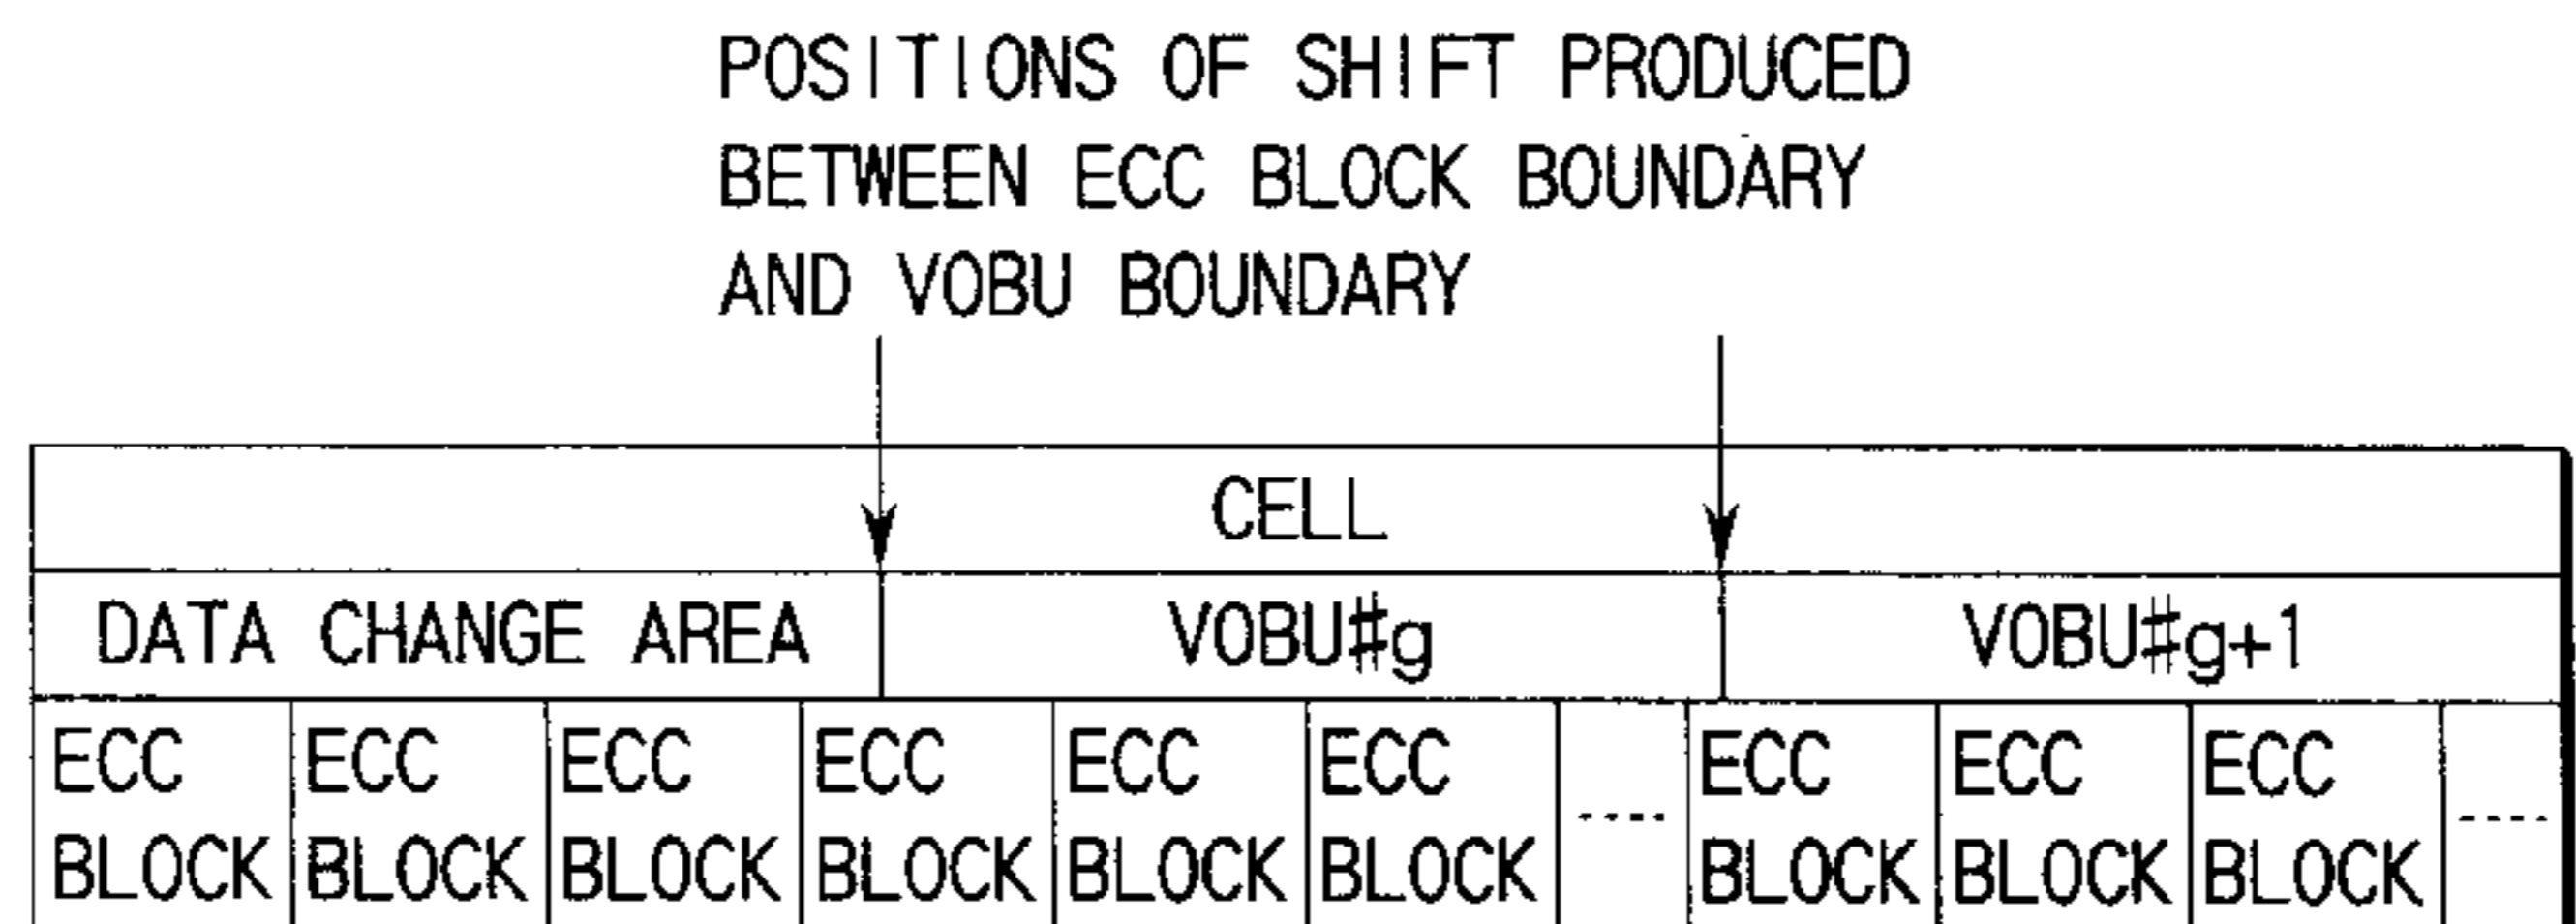 POSITIONS OF SHIFT PRODUCED
BETWEEN ECC BLOCK BOUNDARY
AND VOBU BOUNDARY
CELL
DATA CHANGE AREA VOBU#g VOBU#g+1
ECC ECC ECC ECC ECC ECC ECC ECC ECC
BLOCK BLOCK BLOCK BLOCK BLOCK BLOCK BLOCK BLOCK BLOCK